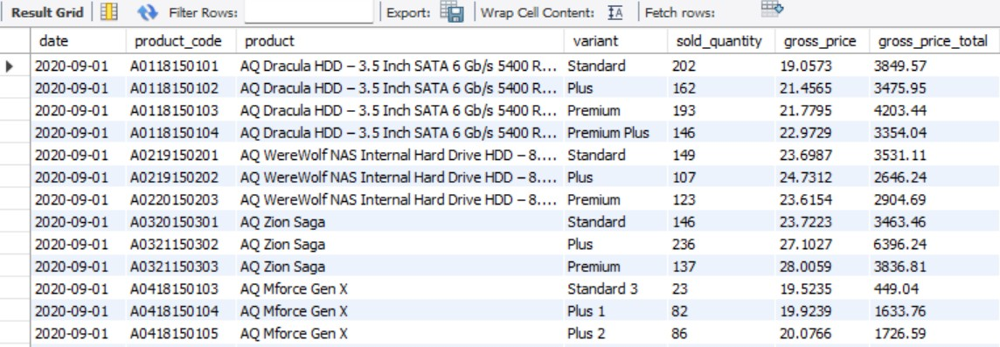 Result Grid Filter Rows: Export: Wrap Cell Content: Fetch rows:
date product_code product variant sold_quantity gross_price gross_price_total
2020-09-01 A0118150101 AQ Dracula HDD – 3.5 Inch SATA 6 Gb/s 5400 R... Standard 202 19.0573 3849.57
2020-09-01 A0118150102 AQ Dracula HDD – 3.5 Inch SATA 6 Gb/s 5400 R... Plus 162 21.4565 3475.95
2020-09-01 A0118150103 AQ Dracula HDD – 3.5 Inch SATA 6 Gb/s 5400 R... Premium 193 21.7795 4203.44
2020-09-01 A0118150104 AQ Dracula HDD – 3.5 Inch SATA 6 Gb/s 5400 R... Premium Plus 146 22.9729 3354.04
2020-09-01 A0219150201 AQ WereWolf NAS Internal Hard Drive HDD – 8.... Standard 149 23.6987 3531.11
2020-09-01 A0219150202 AQ WereWolf NAS Internal Hard Drive HDD – 8.... Plus 107 24.7312 2646.24
2020-09-01 A0220150203 AQ WereWolf NAS Internal Hard Drive HDD – 8.... Premium 123 23.6154 2904.69
2020-09-01 A0320150301 AQ Zion Saga Standard 146 23.7223 3463.46
2020-09-01 A0321150302 AQ Zion Saga Plus 236 27.1027 6396.24
2020-09-01 A0321150303 AQ Zion Saga Premium 137 28.0059 3836.81
2020-09-01 A0418150103 AQ Mforce Gen X Standard 3 23 19.5235 449.04
2020-09-01 A0418150104 AQ Mforce Gen X Plus 1 82 19.9239 1633.76
2020-09-01 A0418150105 AQ Mforce Gen X Plus 2 86 20.0766 1726.59